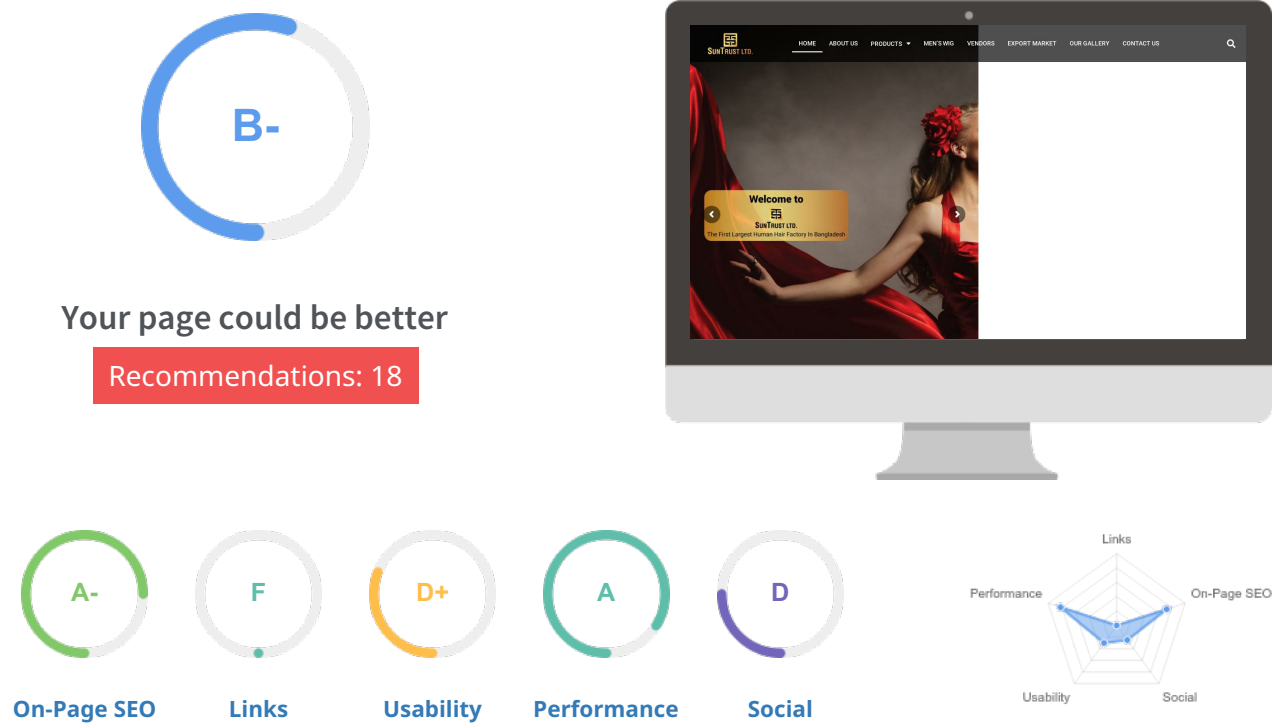 B-
Your page could be better
Recommendations: 18
SUNTRUST LTD.
HOME ABOUT US PRODUCTS MEN'S WIG VENDORS EXPORT MARKET OUR GALLERY CONTACT US
Welcome to
SUNTRUST LTD.
The First Largest Human Hair Factory In Bangladesh
A- F D+ A D
On-Page SEO Links Usability Performance Social
Links
Performance On-Page SEO
Usability Social